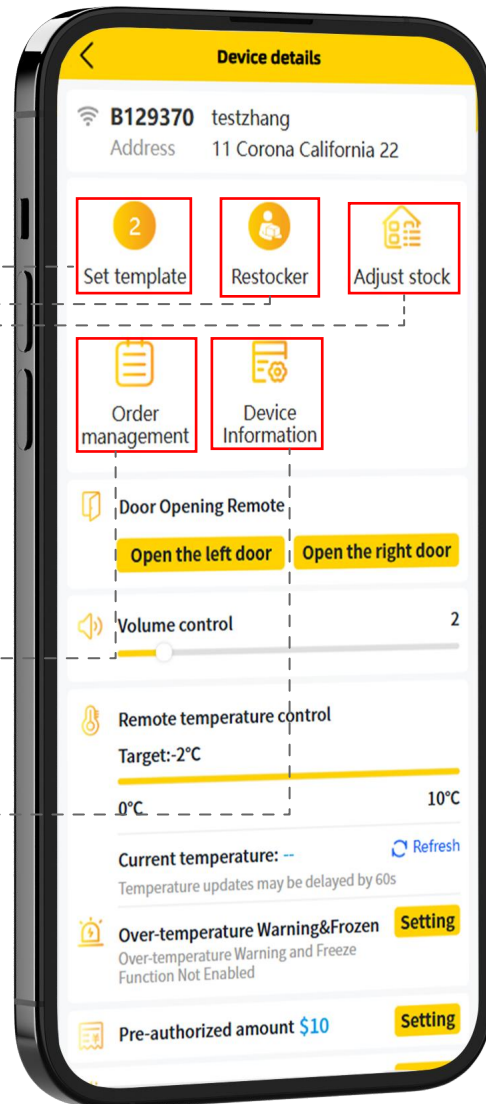 Device details
B129370 testzhang
Address 11 Corona California 22
2
Set template Restocker Adjust stock
Order management
Device Information
Door Opening Remote
Open the left door Open the right door
Volume control 2
Remote temperature control
Target:-2°C
0°C 10°C
Current temperature: -- Refresh
Temperature updates may be delayed by 60s
Over-temperature Warning&Frozen Setting
Over-temperature Warning and Freeze
Function Not Enabled
Pre-authorized amount $10 Setting